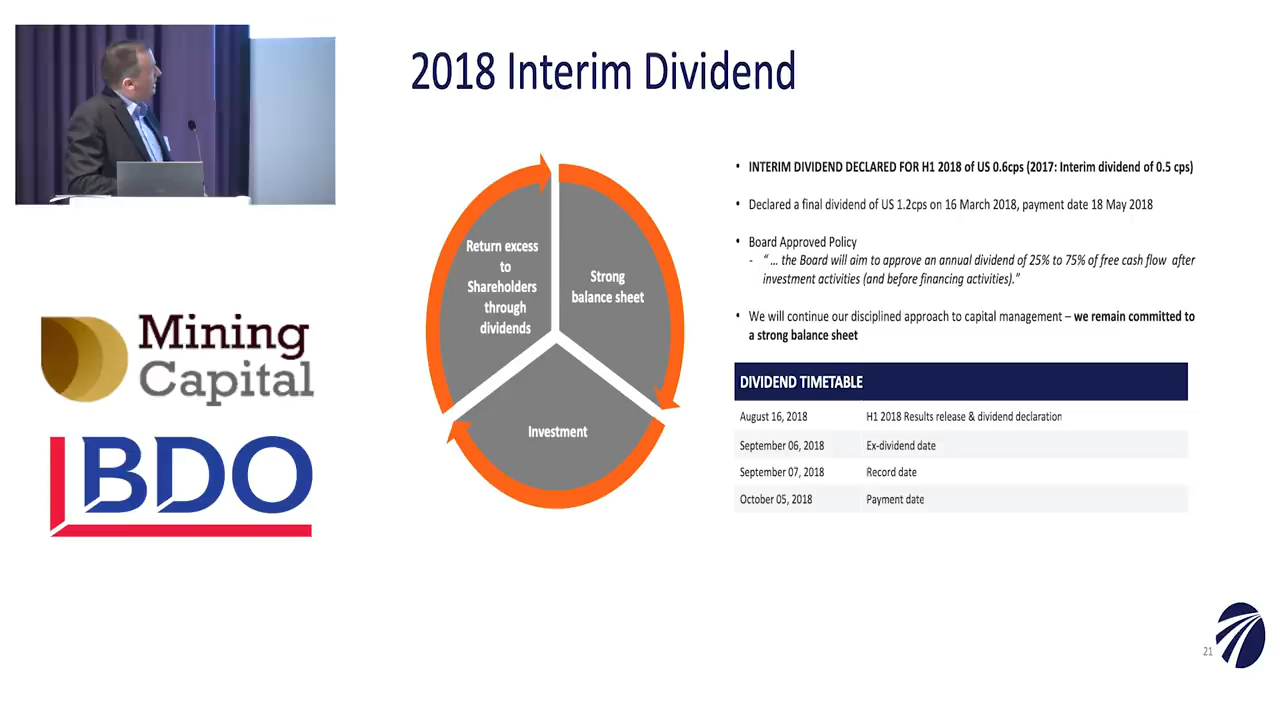 2018 Interim Dividend
Return excess
to
Shareholders
through
dividends
Strong
balance sheet
Investment
• INTERIM DIVIDEND DECLARED FOR H1 2018 of US 0.6cps (2017: Interim dividend of 0.5 cps)
• Declared a final dividend of US 1.2cps on 16 March 2018, payment date 18 May 2018
• Board Approved Policy
- “ ... the Board will aim to approve an annual dividend of 25% to 75% of free cash flow after
investment activities (and before financing activities).”
• We will continue our disciplined approach to capital management – we remain committed to
a strong balance sheet
DIVIDEND TIMETABLE
August 16, 2018 H1 2018 Results release & dividend declaration
September 06, 2018 Ex-dividend date
September 07, 2018 Record date
October 05, 2018 Payment date
Mining
Capital
BDO
21